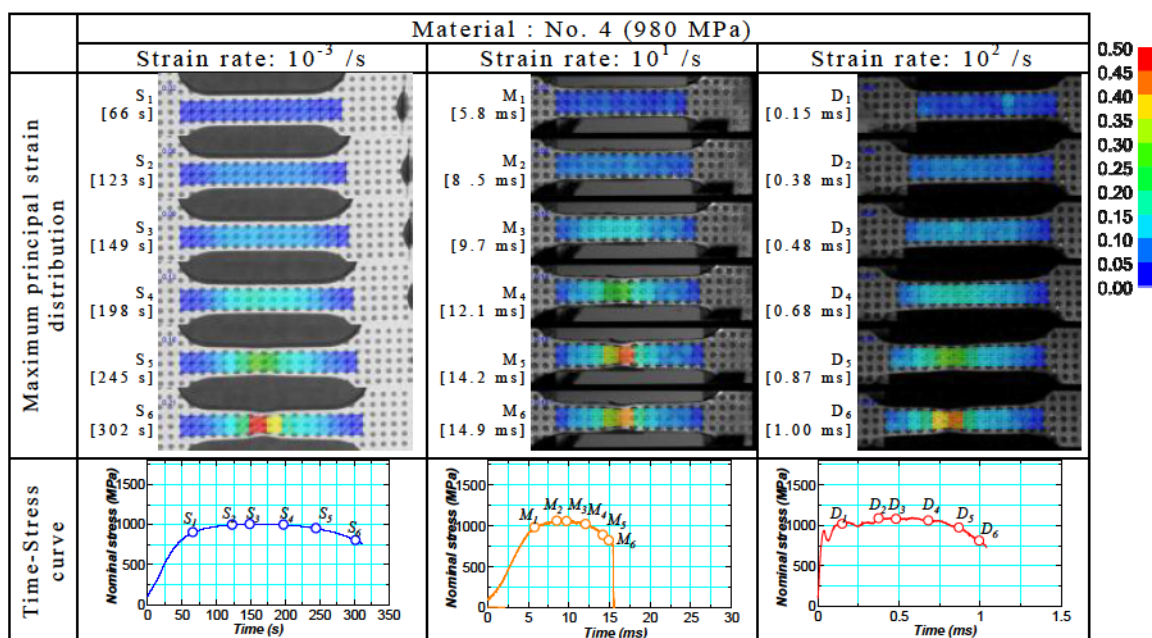 Material : No. 4 (980 MPa)
Strain rate: 10⁻³ /s
Strain rate: 10¹ /s
Strain rate: 10² /s
Maximum principal strain
distribution
S₁
[66 s]
S₂
[123 s]
S₃
[149 s]
S₄
[198 s]
S₅
[245 s]
S₆
[302 s]
M₁
[5.8 ms]
M₂
[8 .5 ms]
M₃
[9.7 ms]
M₄
[12.1 ms]
M₅
[14.2 ms]
M₆
[14.9 ms]
D₁
[0.15 ms]
D₂
[0.38 ms]
D₃
[0.48 ms]
D₄
[0.68 ms]
D₅
[0.87 ms]
D₆
[1.00 ms]
0.50
0.45
0.40
0.35
0.30
0.25
0.20
0.15
0.10
0.05
0.00
Time-Stress
curve
Nominal stress (MPa)
1500
1000
500
0
S₁ S₂ S₃ S₄ S₅ S₆
0 50 100 150 200 250 300 350
Time (s)
Nominal stress (MPa)
1500
1000
500
0
M₁ M₂ M₃ M₄ M₅ M₆
0 5 10 15 20 25 30
Time (ms)
Nominal stress (MPa)
1500
1000
500
0
D₁ D₂ D₃ D₄ D₅ D₆
0 0.5 1 1.5
Time (ms)